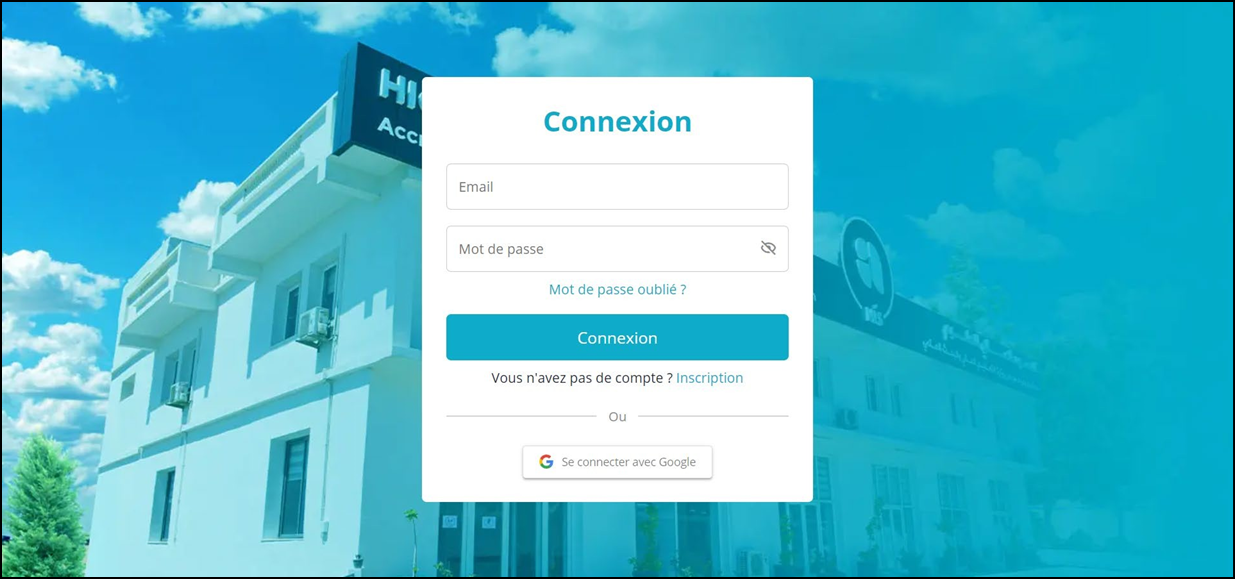 Connexion
Email
Mot de passe
Mot de passe oublié ?
Connexion
Vous n'avez pas de compte ? Inscription
Ou
Se connecter avec Google